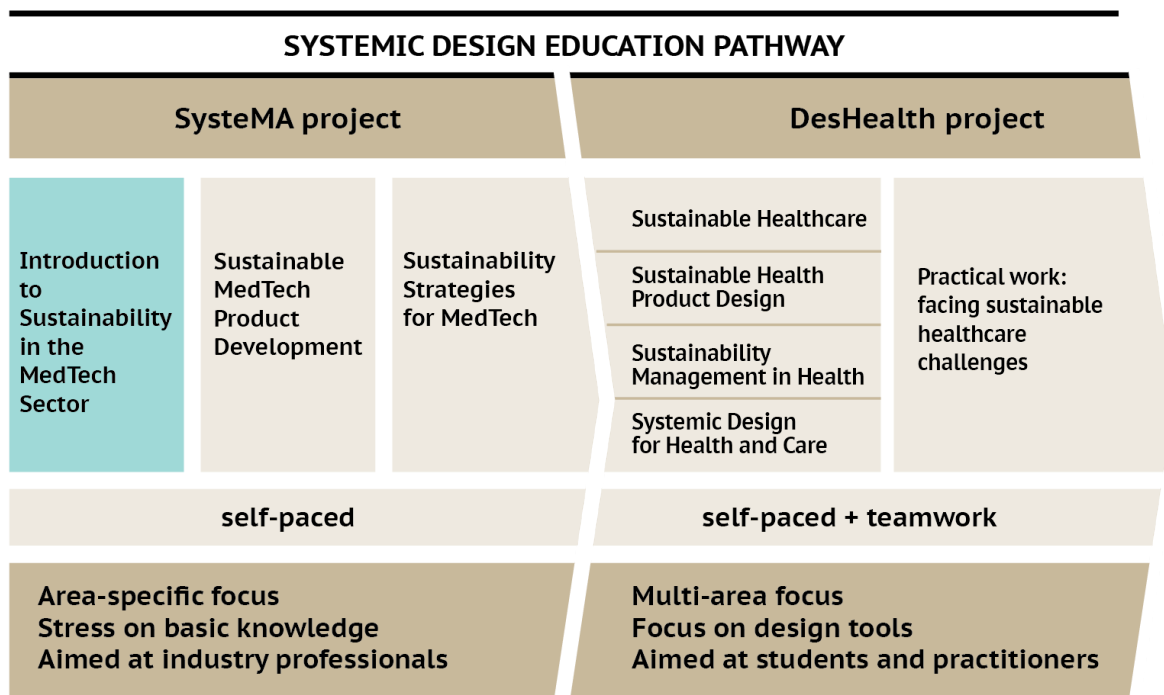 SYSTEMIC DESIGN EDUCATION PATHWAY
SysteMA project
DesHealth project
Introduction
to
Sustainability
in the
MedTech
Sector
Sustainable
MedTech
Product
Development
Sustainability
Strategies
for MedTech
Sustainable Healthcare
Sustainable Health
Product Design
Sustainability
Management in Health
Systemic Design
for Health and Care
Practical work:
facing sustainable
healthcare
challenges
self-paced
self-paced + teamwork
Area-specific focus
Stress on basic knowledge
Aimed at industry professionals
Multi-area focus
Focus on design tools
Aimed at students and practitioners